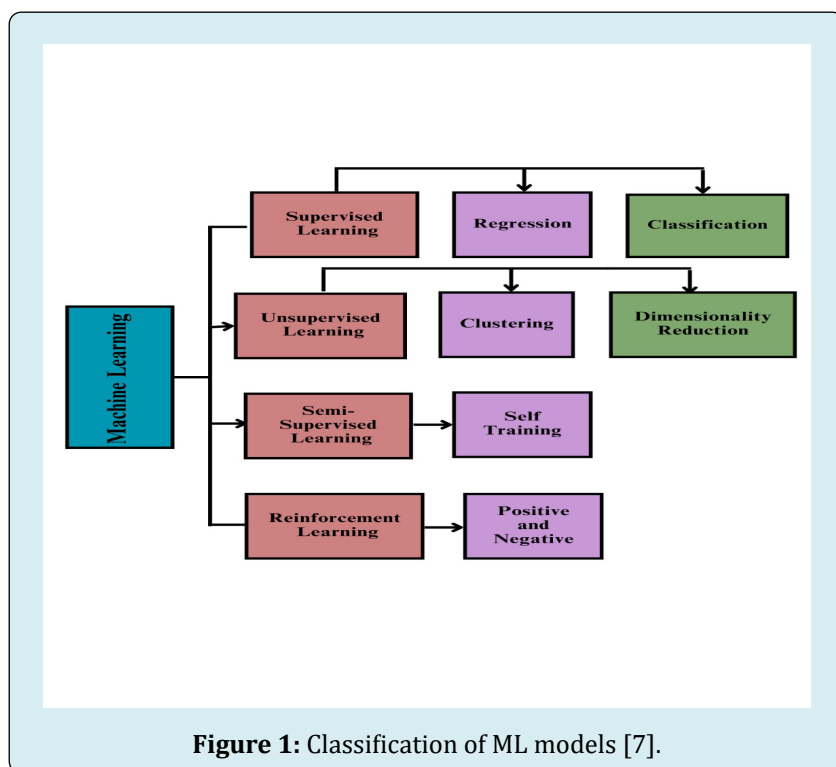 Supervised
Learning
Regression
Classification
Unsupervised
Learning
Clustering
Dimensionality
Reduction
Machine Learning
Semi-
Supervised
Learning
Self
Training
Reinforcement
Learning
Positive
and
Negative
Figure 1: Classification of ML models [7].